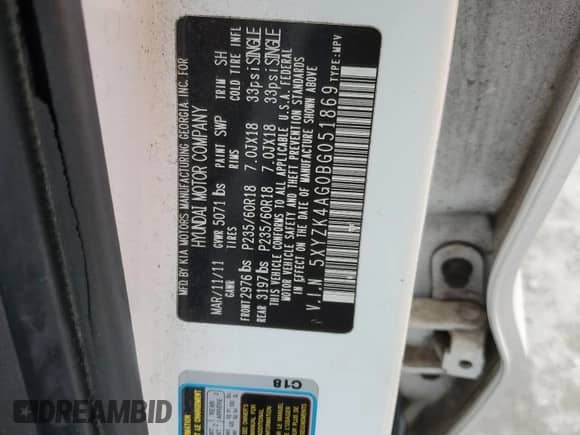 MFD BY KIA MOTORS MANUFACTURING GEORGIA, INC. FOR
HYUNDAI MOTOR COMPANY
MAR/11/11 GVWR 5071 lbs PAINT SWP TRIM SH
GAWR RIMS COLD TIRE INFL
FRONT 2976 lbs P235/60R18 7.0JX18 33psi SINGLE
REAR 3197 lbs P235/60R18 7.0JX18 33psi SINGLE
THIS VEHICLE CONFORMS TO ALL APPLICABLE U.S.A. FEDERAL
MOTOR VEHICLE SAFETY AND THEFT PREVENTION STANDARDS
IN EFFECT ON THE DATE OF MANUFACTURE SHOWN ABOVE
V.I.N 5XYZK4AG0BG051869
TYPE:MPV
C18
DREAMBID